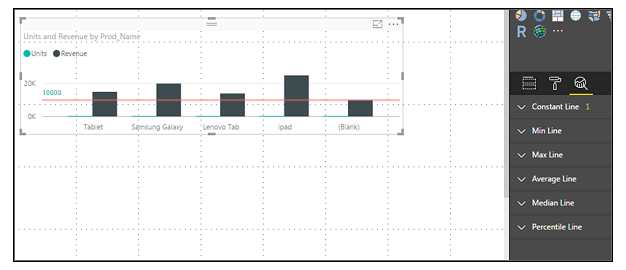 Units and Revenue by Prod_Name
Units Revenue
20K
10000
0K
Tablet Samsung Galaxy Lenovo Tab Ipad (Blank)
R ...
Constant Line 1
Min Line
Max Line
Average Line
Median Line
Percentile Line